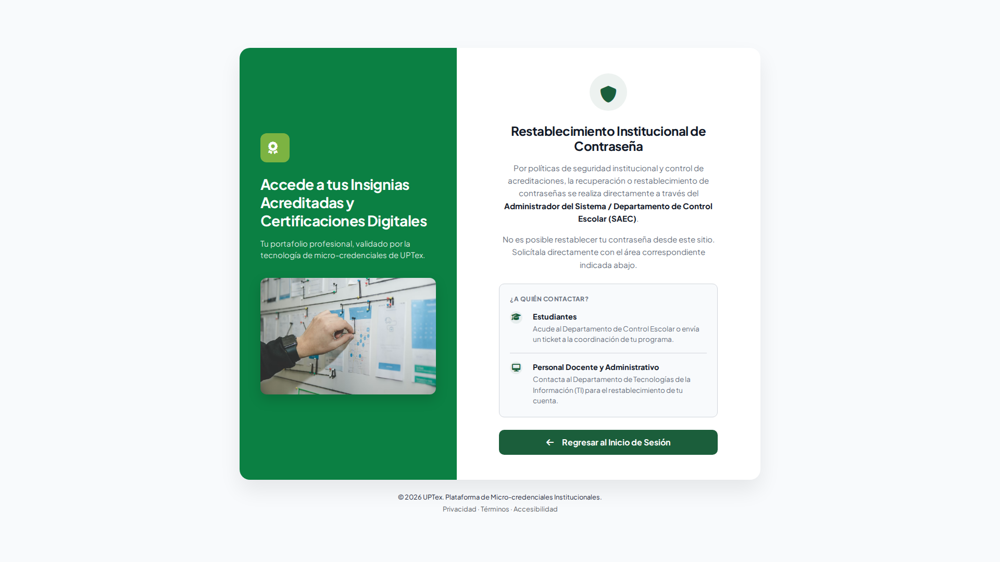 Accede a tus Insignias
Acreditadas y
Certificaciones Digitales
Tu portafolio profesional, validado por la
tecnología de micro-credenciales de UPTex.
Restablecimiento Institucional de
Contraseña
Por políticas de seguridad institucional y control de
acreditaciones, la recuperación o restablecimiento de
contraseñas se realiza directamente a través del
Administrador del Sistema / Departamento de Control
Escolar (SAEC).
No es posible restablecer tu contraseña desde este sitio.
Solicítala directamente con el área correspondiente
indicada abajo.
¿A QUIÉN CONTACTAR?
Estudiantes
Acude al Departamento de Control Escolar o envía
un ticket a la coordinación de tu programa.
Personal Docente y Administrativo
Contacta al Departamento de Tecnologías de la
Información (TI) para el restablecimiento de tu
cuenta.
Regresar al Inicio de Sesión
© 2026 UPTex. Plataforma de Micro-credenciales Institucionales.
Privacidad · Términos · Accesibilidad